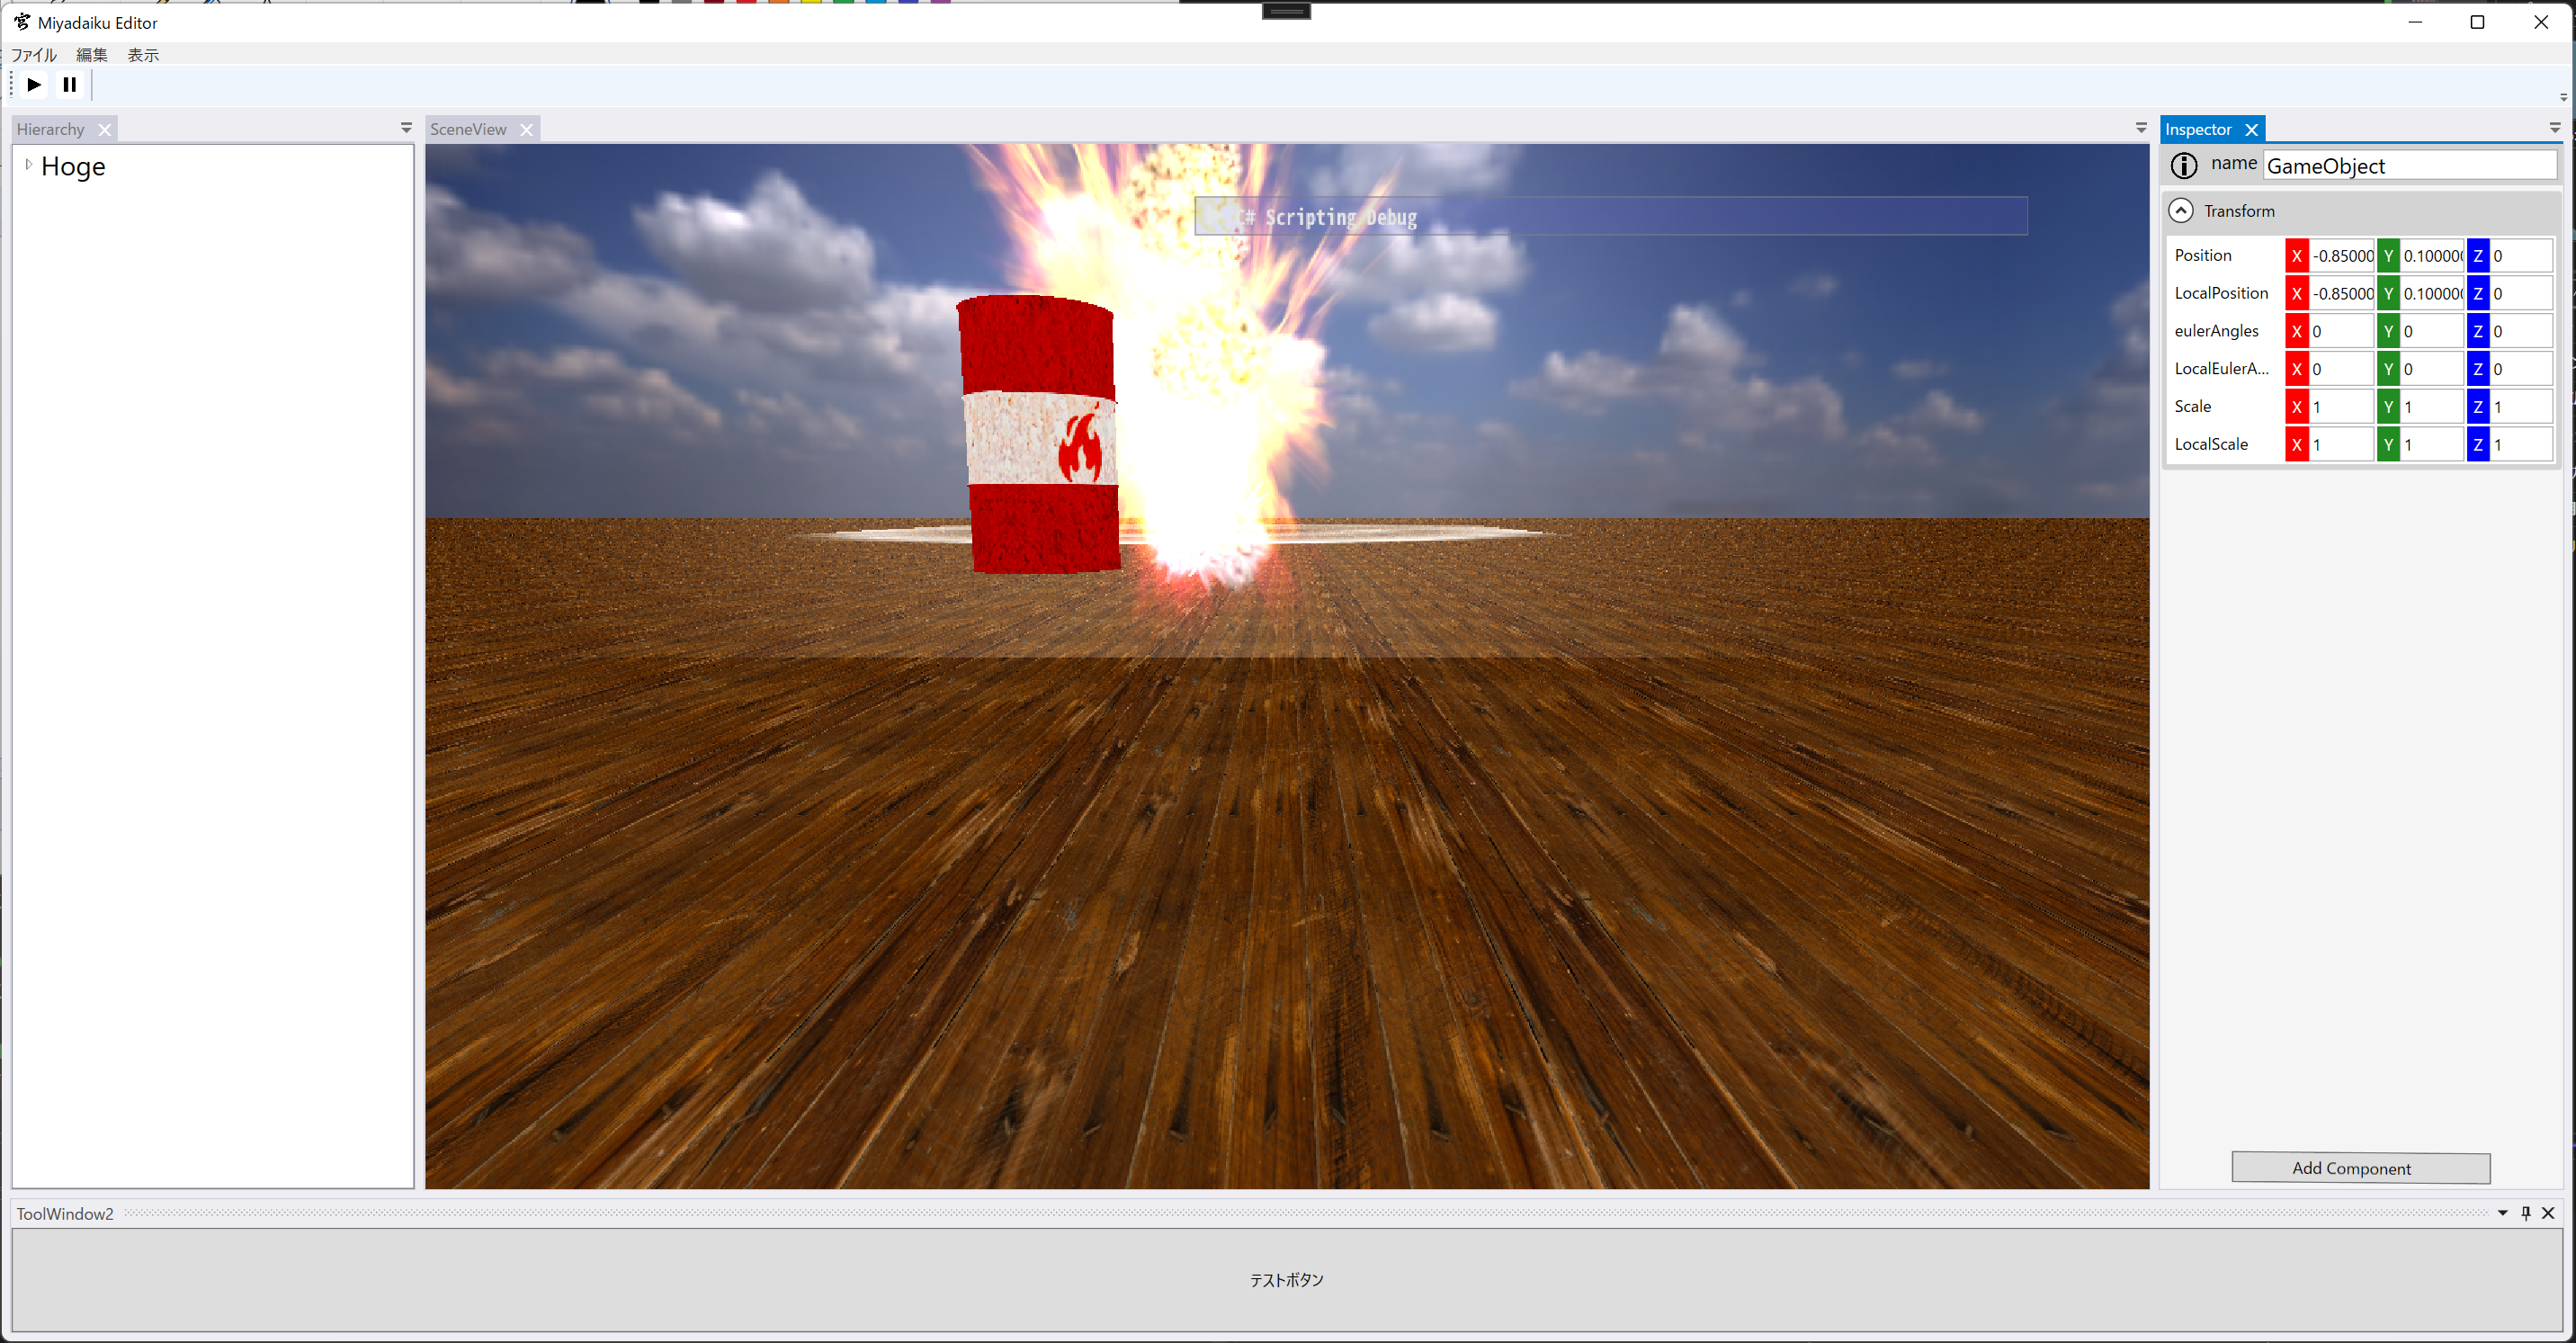 Miyadaiku Editor
ファイル 編集 表示
Hierarchy
Hoge
SceneView
C# Scripting Debug
Inspector
name GameObject
Transform
Position X -0.85000 Y 0.10000 Z 0
LocalPosition X -0.85000 Y 0.10000 Z 0
eulerAngles X 0 Y 0 Z 0
LocalEulerA... X 0 Y 0 Z 0
Scale X 1 Y 1 Z 1
LocalScale X 1 Y 1 Z 1
Add Component
ToolWindow2
テストボタン